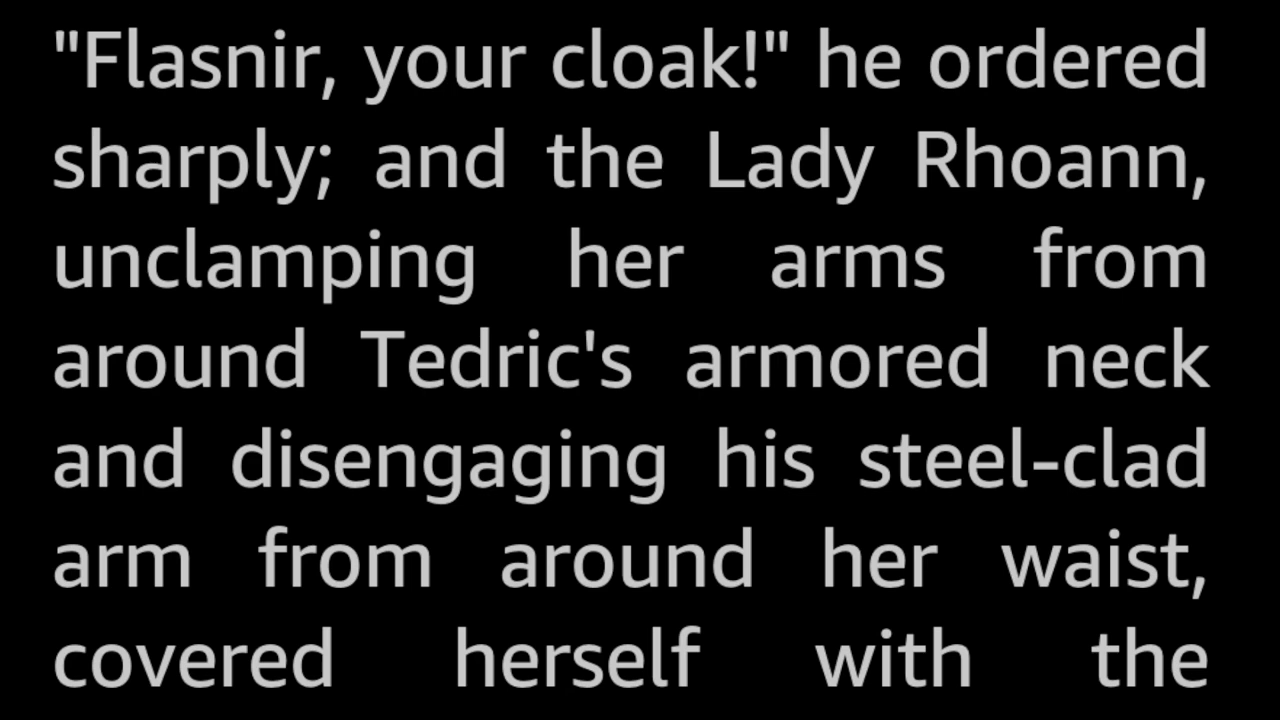 "Flasnir, your cloak!" he ordered
sharply; and the Lady Rhoann,
unclamping her arms from
around Tedric's armored neck
and disengaging his steel-clad
arm from around her waist,
covered herself with the